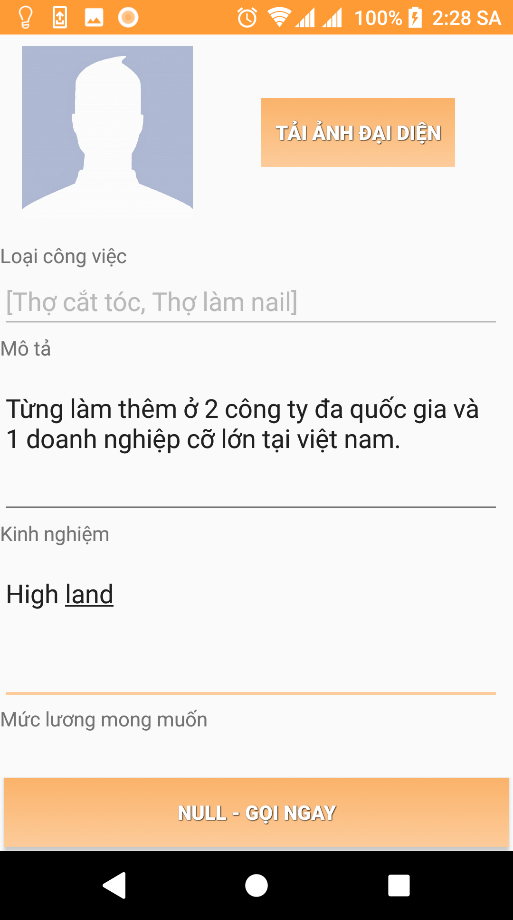 100% 2:28 SA
TẢI ẢNH ĐẠI DIỆN
Loại công việc
[Thợ cắt tóc, Thợ làm nail]
Mô tả
Từng làm thêm ở 2 công ty đa quốc gia và
1 doanh nghiệp cỡ lớn tại việt nam.
Kinh nghiệm
High land
Mức lương mong muốn
NULL - GỌI NGAY